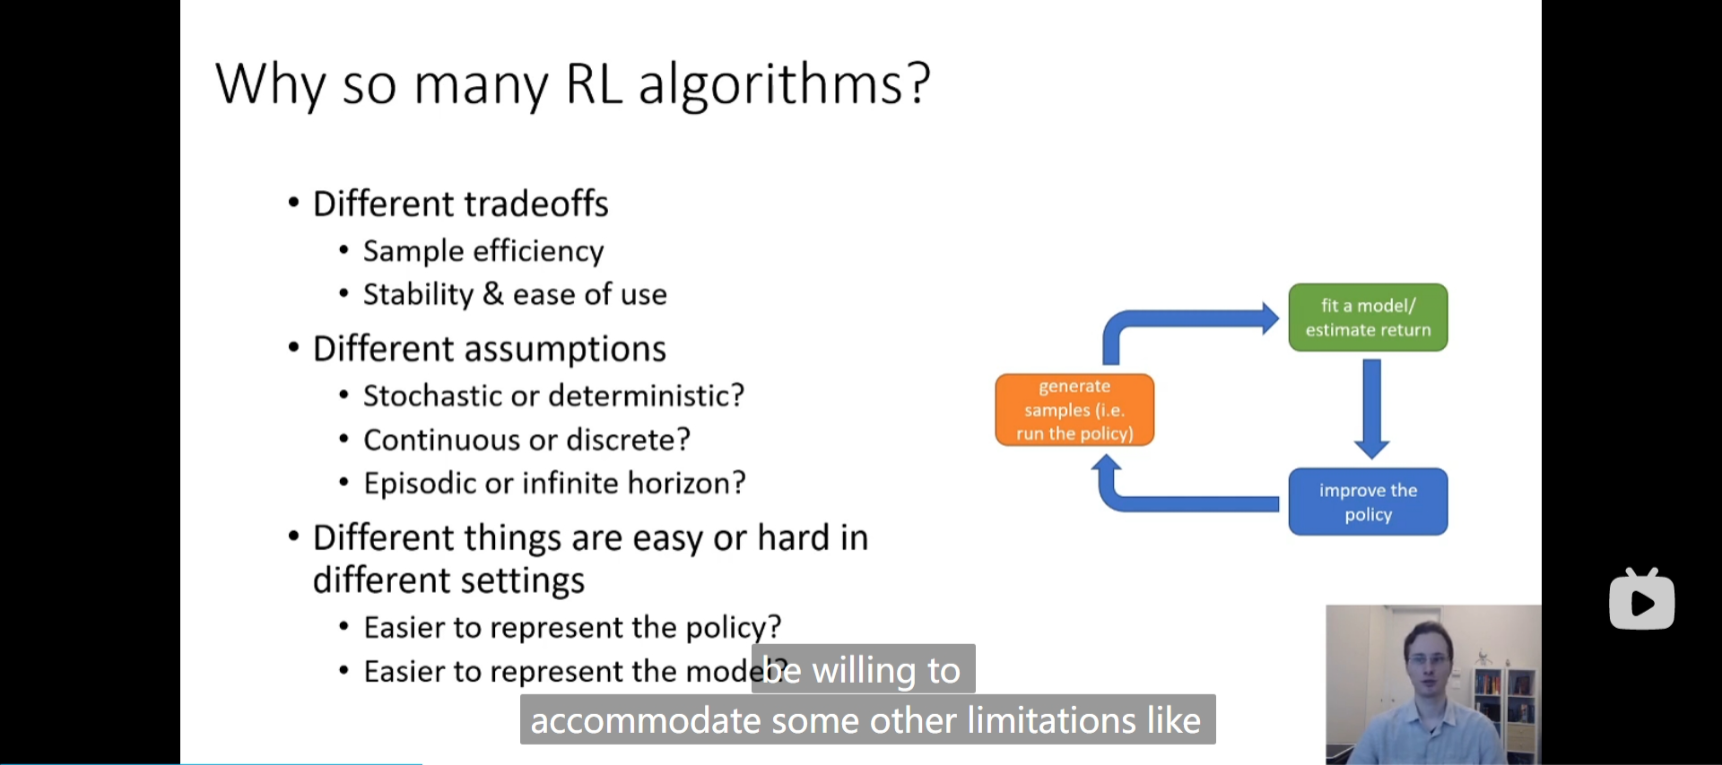 Why so many RL algorithms?
• Different tradeoffs
• Sample efficiency
• Stability & ease of use
• Different assumptions
• Stochastic or deterministic?
• Continuous or discrete?
• Episodic or infinite horizon?
• Different things are easy or hard in
different settings
• Easier to represent the policy?
• Easier to represent the model?
generate
samples (i.e.
run the policy)
fit a model/
estimate return
improve the
policy
be willing to
accommodate some other limitations like